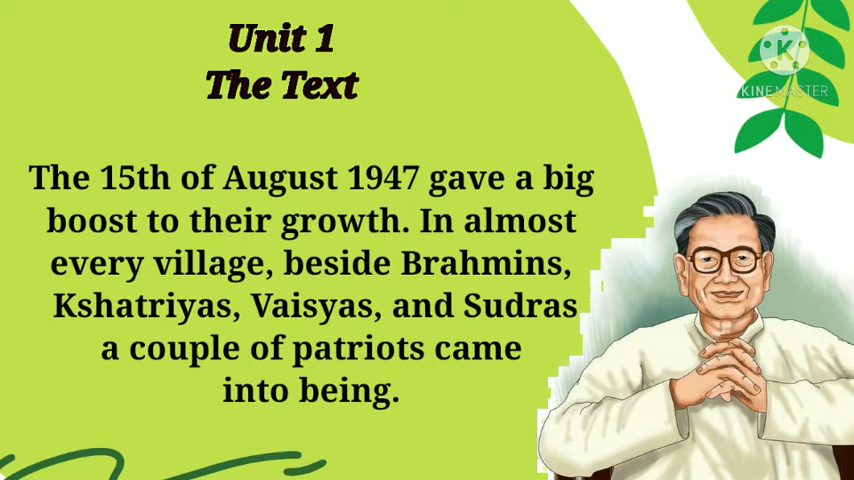 Unit 1
The Text
K
KINEMASTER
The 15th of August 1947 gave a big
boost to their growth. In almost
every village, beside Brahmins,
Kshatriyas, Vaisyas, and Sudras
a couple of patriots came
into being.